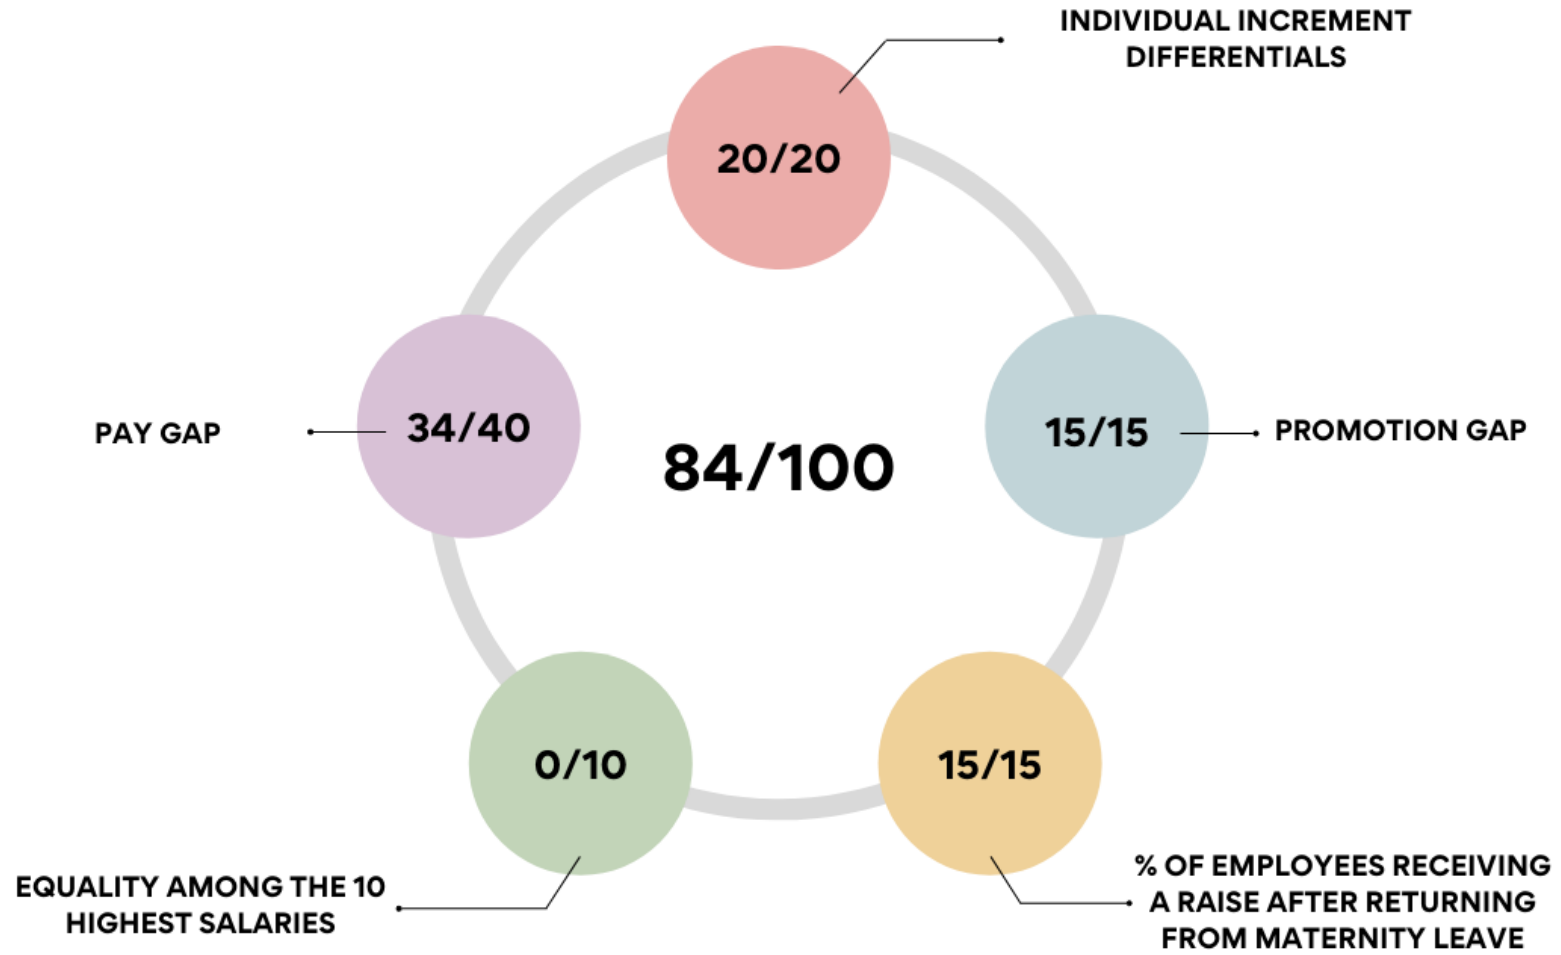 INDIVIDUAL INCREMENT
DIFFERENTIALS
20/20
PAY GAP
34/40
84/100
15/15
PROMOTION GAP
0/10
15/15
EQUALITY AMONG THE 10
HIGHEST SALARIES
% OF EMPLOYEES RECEIVING
A RAISE AFTER RETURNING
FROM MATERNITY LEAVE